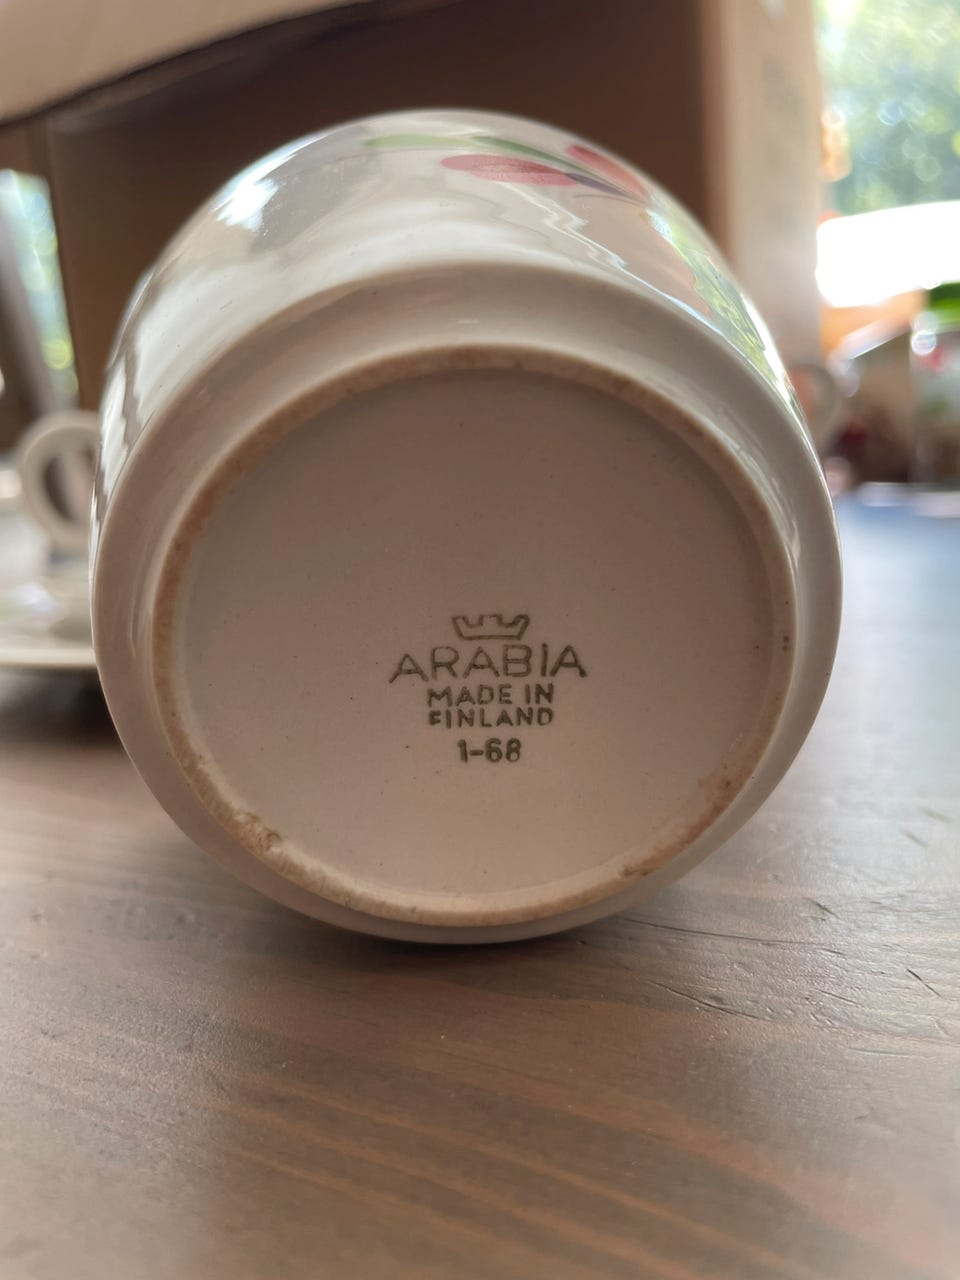 ARABIA
MADE IN
FINLAND
1-68